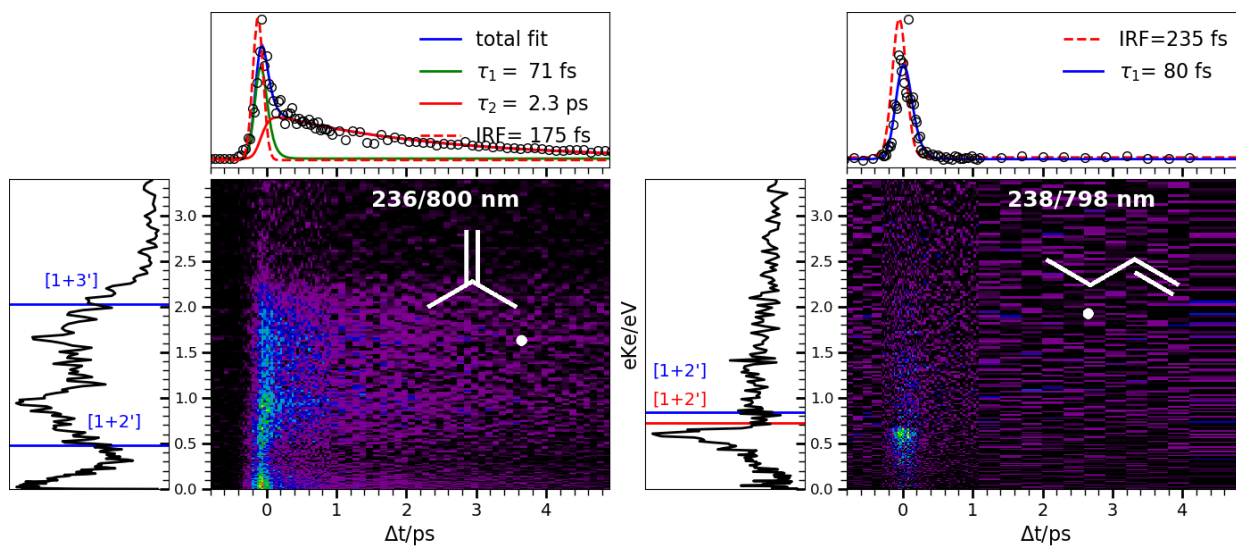 total fit
τ₁ = 71 fs
τ₂ = 2.3 ps
IRF= 175 fs
IRF=235 fs
τ₁= 80 fs
236/800 nm
238/798 nm
[1+3']
[1+2']
3.0
2.5
2.0
1.5
1.0
0.5
0.0
0
1
2
3
4
Δt/ps
eKe/eV
[1+2']
[1+2']
3.0
2.5
2.0
1.5
1.0
0.5
0.0
0
1
2
3
4
Δt/ps